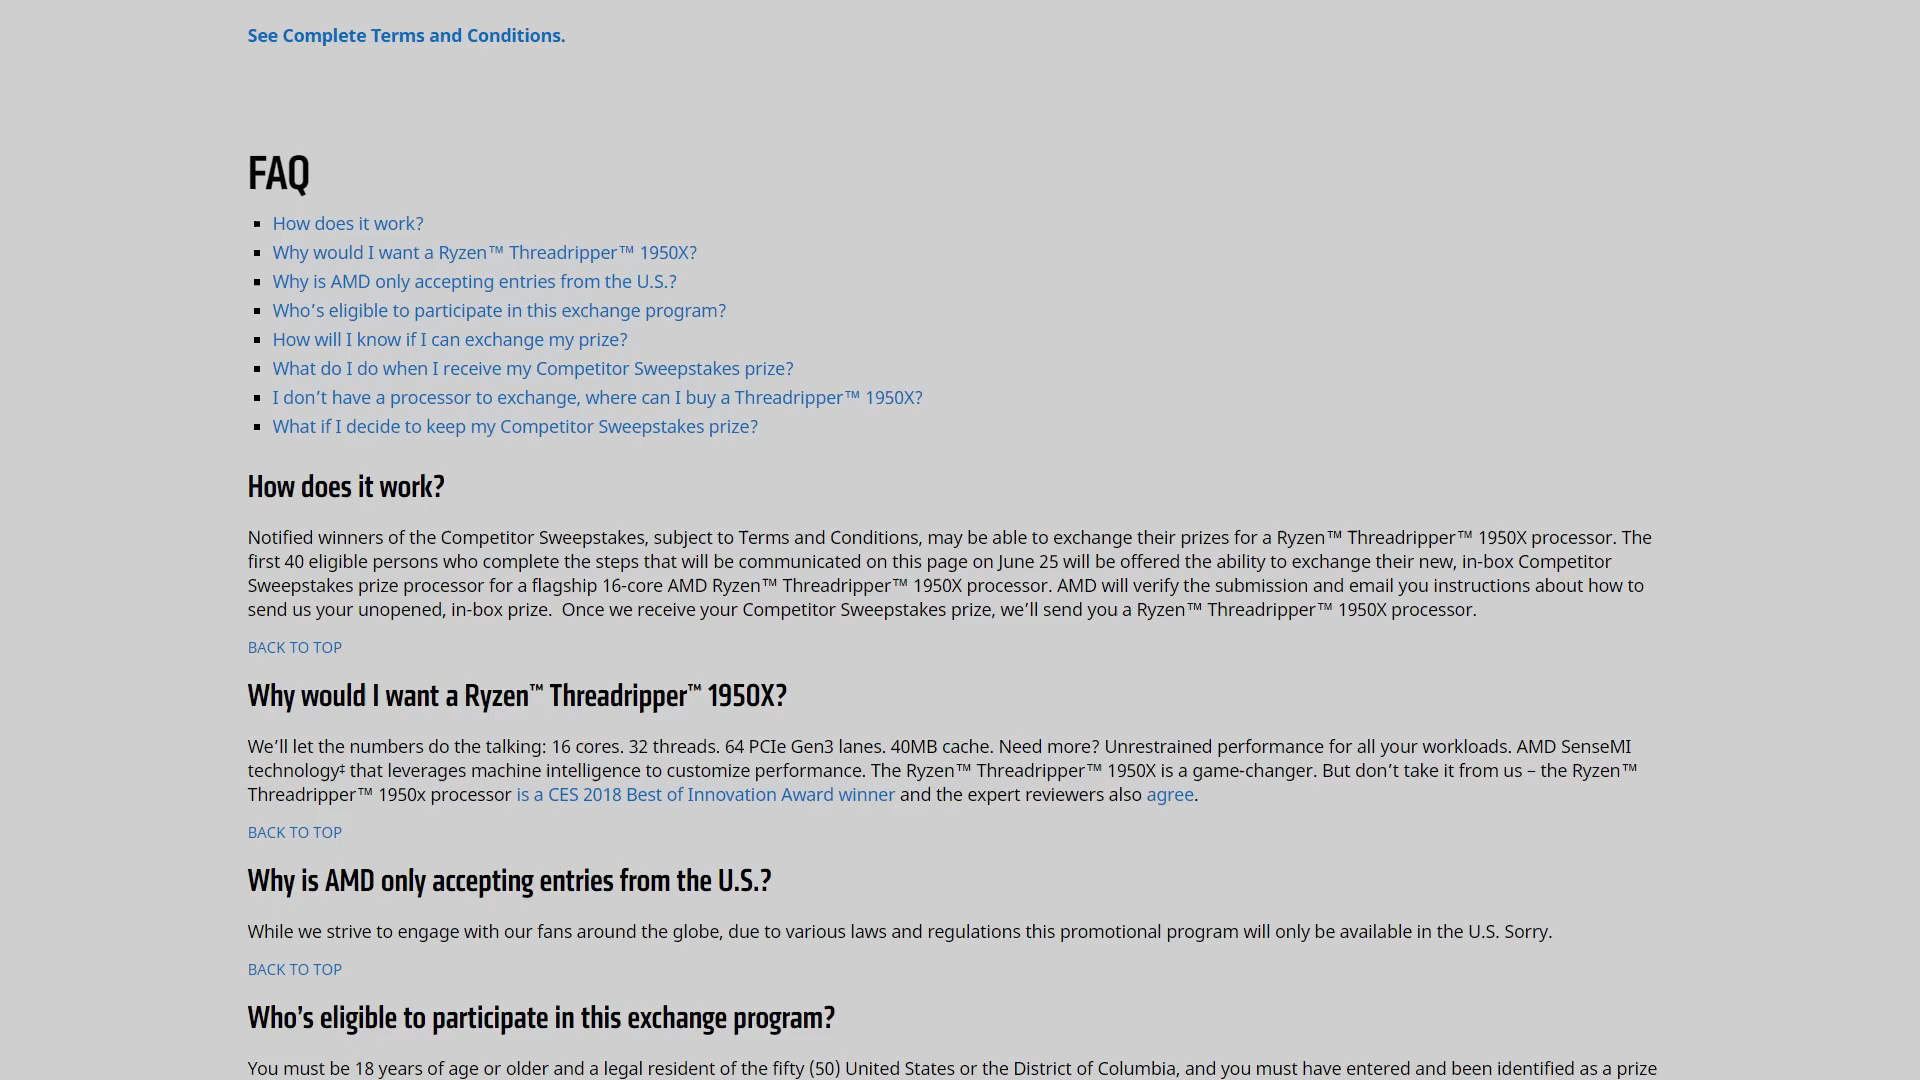 See Complete Terms and Conditions.
FAQ
How does it work?
Why would I want a Ryzen™ Threadripper™ 1950X?
Why is AMD only accepting entries from the U.S.?
Who’s eligible to participate in this exchange program?
How will I know if I can exchange my prize?
What do I do when I receive my Competitor Sweepstakes prize?
I don’t have a processor to exchange, where can I buy a Threadripper™ 1950X?
What if I decide to keep my Competitor Sweepstakes prize?
How does it work?
Notified winners of the Competitor Sweepstakes, subject to Terms and Conditions, may be able to exchange their prizes for a Ryzen™ Threadripper™ 1950X processor. The
first 40 eligible persons who complete the steps that will be communicated on this page on June 25 will be offered the ability to exchange their new, in-box Competitor
Sweepstakes prize processor for a flagship 16-core AMD Ryzen™ Threadripper™ 1950X processor. AMD will verify the submission and email you instructions about how to
send us your unopened, in-box prize.  Once we receive your Competitor Sweepstakes prize, we’ll send you a Ryzen™ Threadripper™ 1950X processor.
BACK TO TOP
Why would I want a Ryzen™ Threadripper™ 1950X?
We’ll let the numbers do the talking: 16 cores. 32 threads. 64 PCIe Gen3 lanes. 40MB cache. Need more? Unrestrained performance for all your workloads. AMD SenseMI
technology‡ that leverages machine intelligence to customize performance. The Ryzen™ Threadripper™ 1950X is a game-changer. But don’t take it from us – the Ryzen™
Threadripper™ 1950x processor is a CES 2018 Best of Innovation Award winner and the expert reviewers also agree.
BACK TO TOP
Why is AMD only accepting entries from the U.S.?
While we strive to engage with our fans around the globe, due to various laws and regulations this promotional program will only be available in the U.S. Sorry.
BACK TO TOP
Who’s eligible to participate in this exchange program?
You must be 18 years of age or older and a legal resident of the fifty (50) United States or the District of Columbia, and you must have entered and been identified as a prize